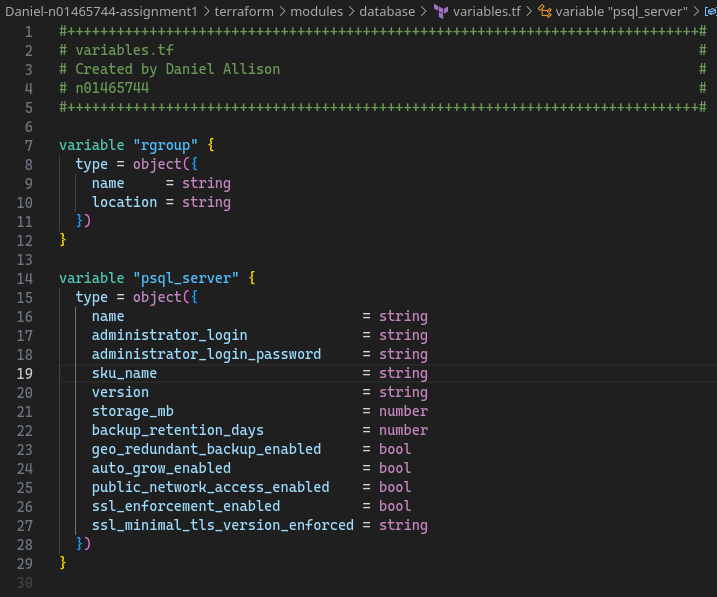 Daniel-n01465744-assignment1 > terraform > modules > database > variables.tf > variable "psql_server" >
1 #++++++++++++++++++++++++++++++++++++++++++++++++++++++++++++++++++++++++++++#
2 # variables.tf #
3 # Created by Daniel Allison #
4 # n01465744 #
5 #++++++++++++++++++++++++++++++++++++++++++++++++++++++++++++++++++++++++++++#
6
7 variable "rgroup" {
8   type = object({
9     name     = string
10     location = string
11   })
12 }
13
14 variable "psql_server" {
15   type = object({
16     name                             = string
17     administrator_login              = string
18     administrator_login_password     = string
19     sku_name                         = string
20     version                          = string
21     storage_mb                       = number
22     backup_retention_days            = number
23     geo_redundant_backup_enabled     = bool
24     auto_grow_enabled                = bool
25     public_network_access_enabled    = bool
26     ssl_enforcement_enabled          = bool
27     ssl_minimal_tls_version_enforced = string
28   })
29 }
30